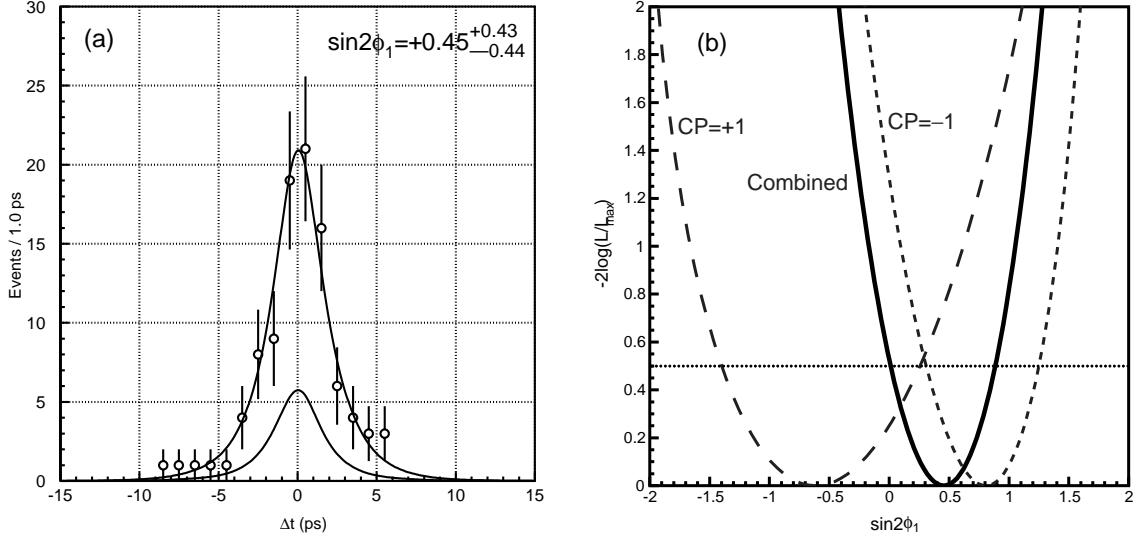 (a)
sin2ϕ₁=+0.45 +0.43 —0.44
Events / 1.0 ps
30
25
20
15
10
5
0
-15 -10 -5 0 5 10 15
Δt (ps)
(b)
CP=+1
CP=–1
Combined
-2log(L/Lmax)
2
1.8
1.6
1.4
1.2
1
0.8
0.6
0.4
0.2
0
-2 -1.5 -1 -0.5 0 0.5 1 1.5 2
sin2ϕ₁